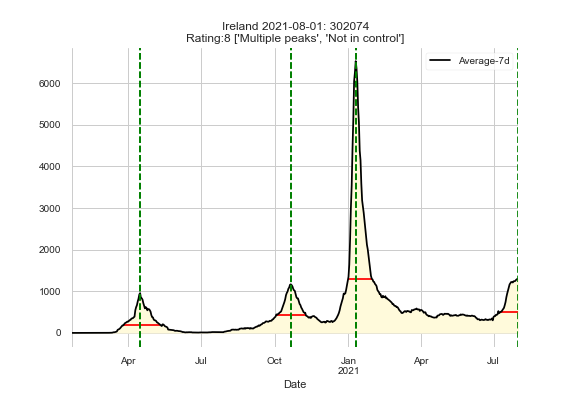 Ireland 2021-08-01: 302074
Rating:8 ['Multiple peaks', 'Not in control']
Average-7d
6000
5000
4000
3000
2000
1000
0
Apr Jul Oct Jan Apr Jul
2021
Date